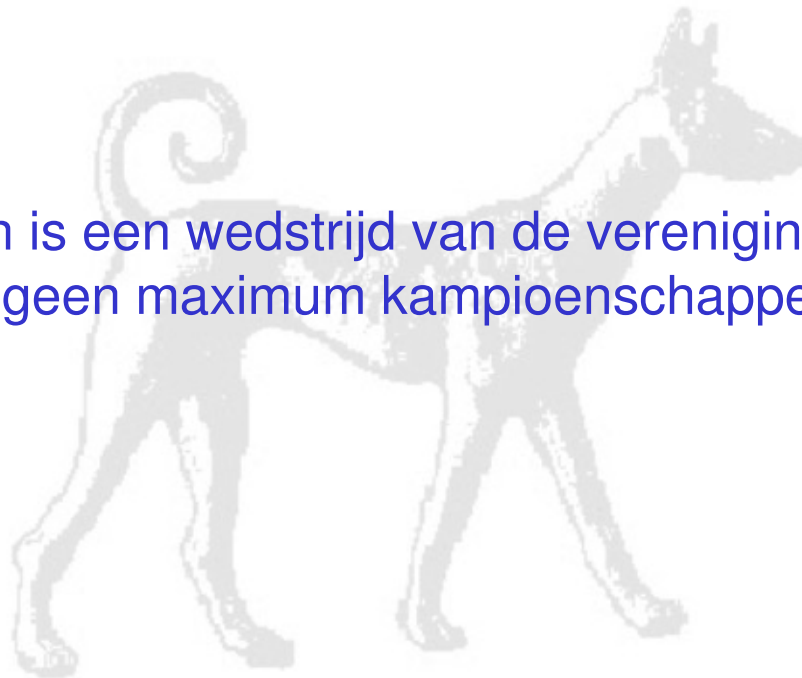 n is een wedstrijd van de verenigin
geen maximum kampioenschappe